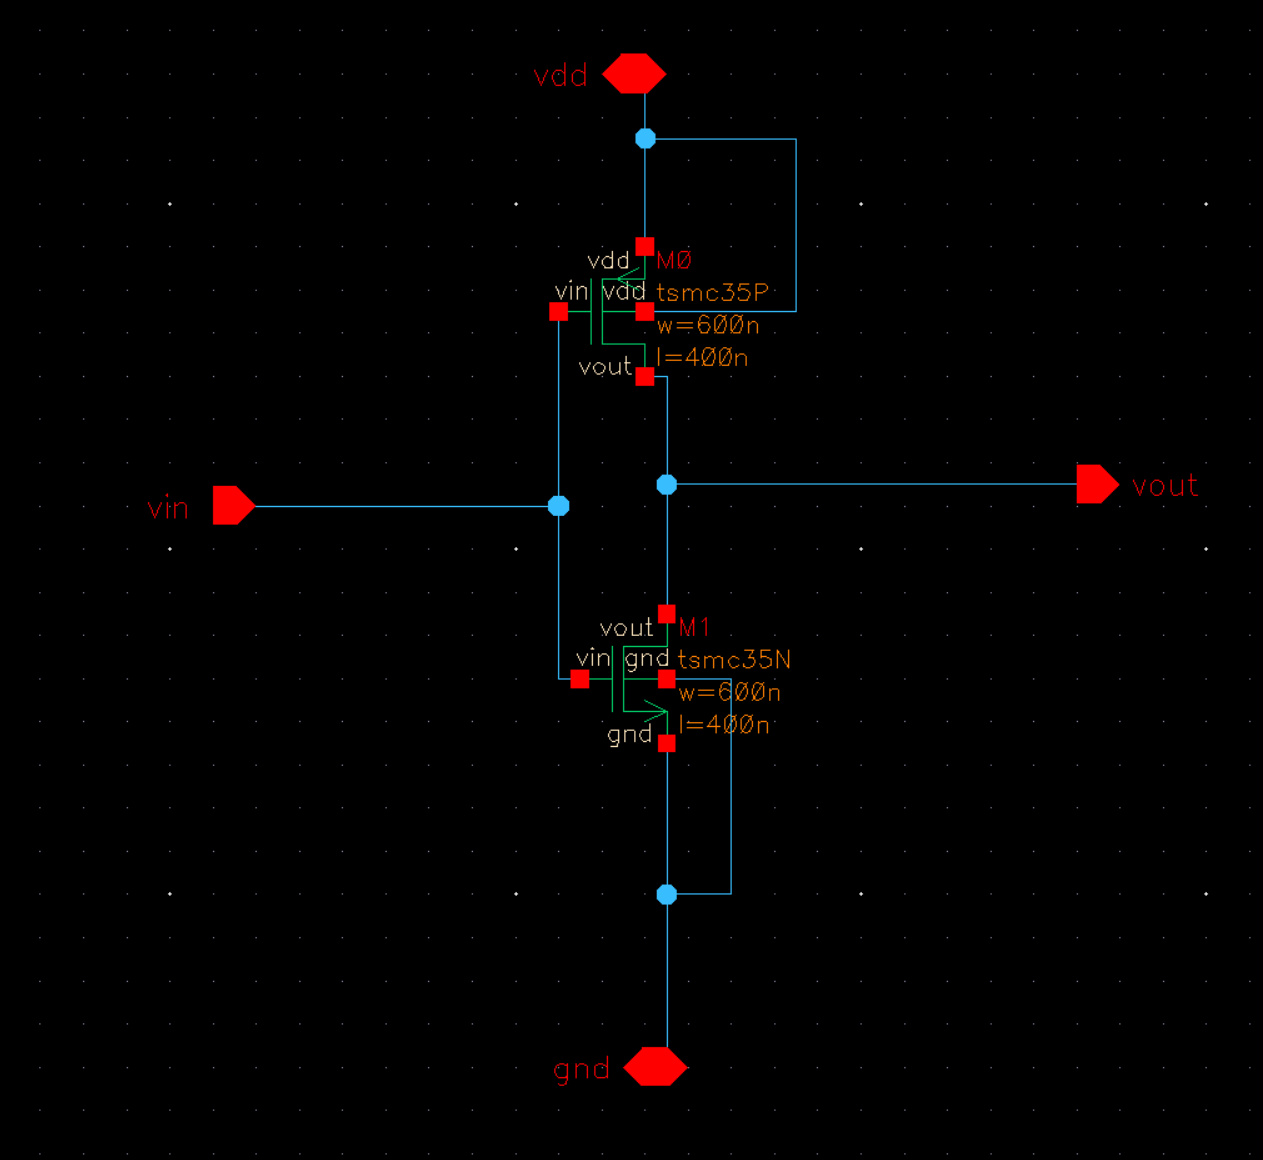 vdd
vdd
M0
vin
vdd
tsmc35P
w=600n
l=400n
vout
vin
vout
vout
M1
vin
gnd
tsmc35N
w=600n
l=400n
gnd
gnd